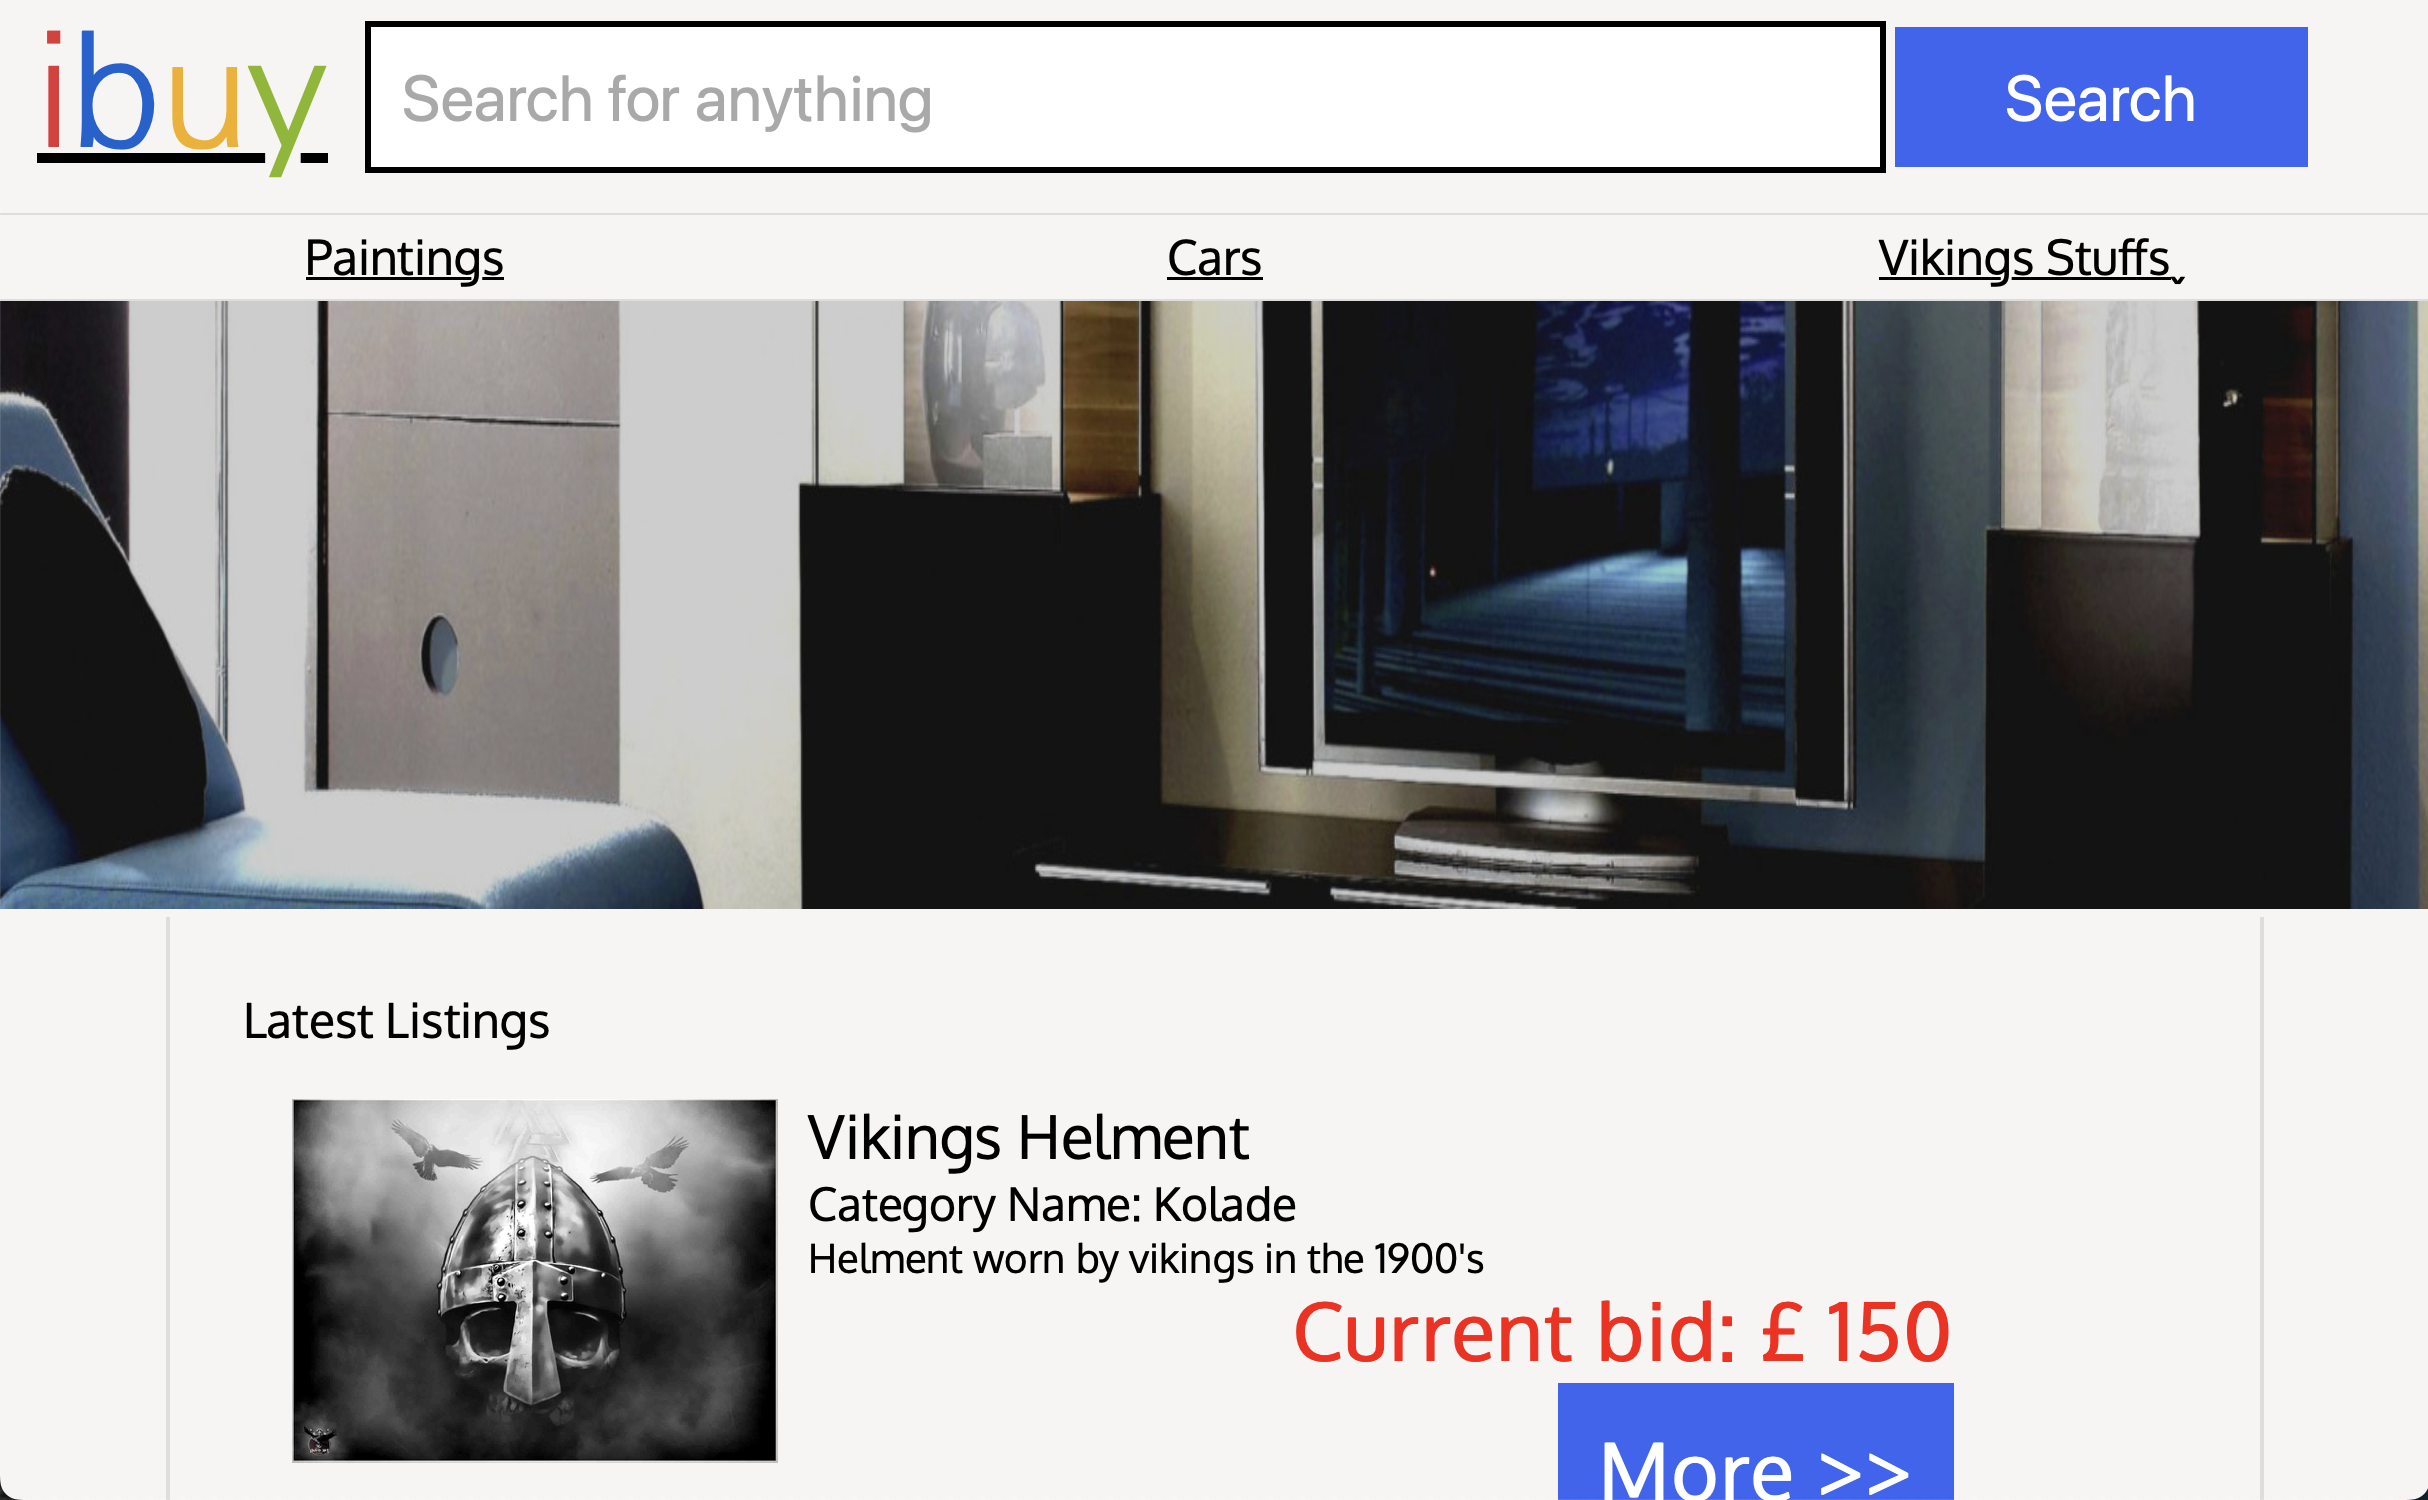 ibuy
Search for anything
Search
Paintings
Cars
Vikings Stuffs
Latest Listings
Vikings Helment
Category Name: Kolade
Helment worn by vikings in the 1900's
Current bid: £ 150
More >>